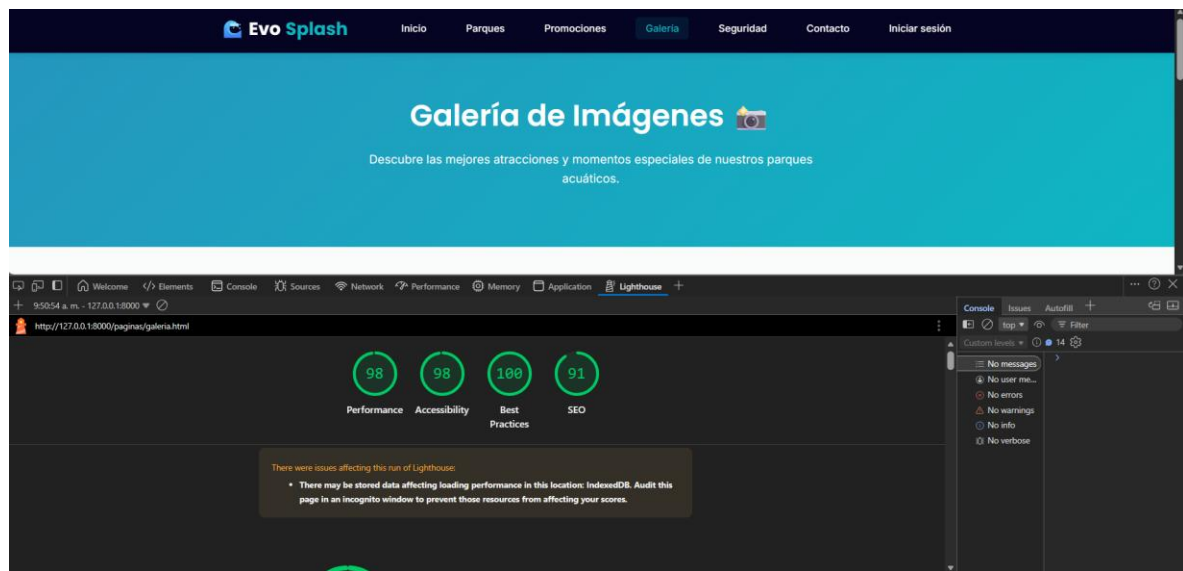 Evo Splash Inicio Parques Promociones Galería Seguridad Contacto Iniciar sesión
Galería de Imágenes
Descubre las mejores atracciones y momentos especiales de nuestros parques
acuáticos.
Welcome </> Elements Console Sources Network Performance Memory Application Lighthouse
9:50:54 a. m. - 127.0.0.1:8000
http://127.0.0.1:8000/paginas/galeria.html
98 98 100 91
Performance Accessibility Best Practices SEO
There were issues affecting this run of Lighthouse:
• There may be stored data affecting loading performance in this location: IndexedDB. Audit this
page in an incognito window to prevent those resources from affecting your scores.
Console Issues Autofill
top Filter
Custom levels 14
No messages
No user me...
No errors
No warnings
No info
No verbose